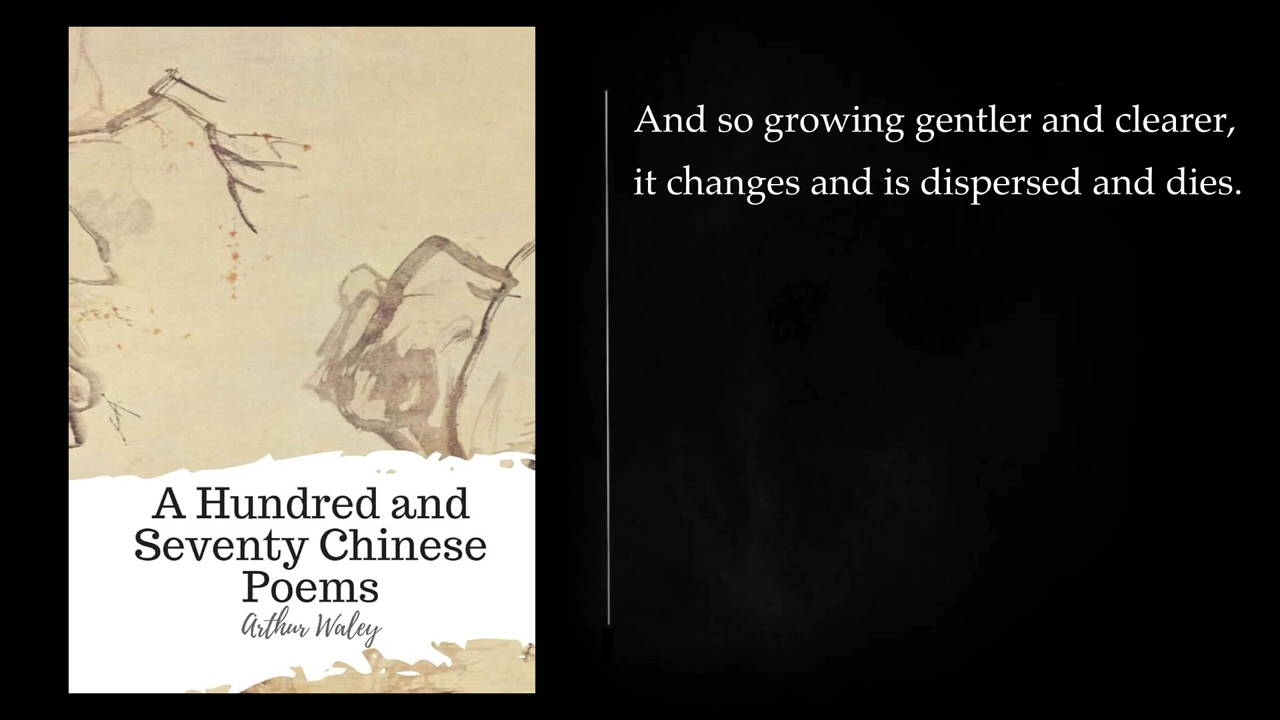 A Hundred and
Seventy Chinese
Poems
Arthur Waley
And so growing gentler and clearer,
it changes and is dispersed and dies.